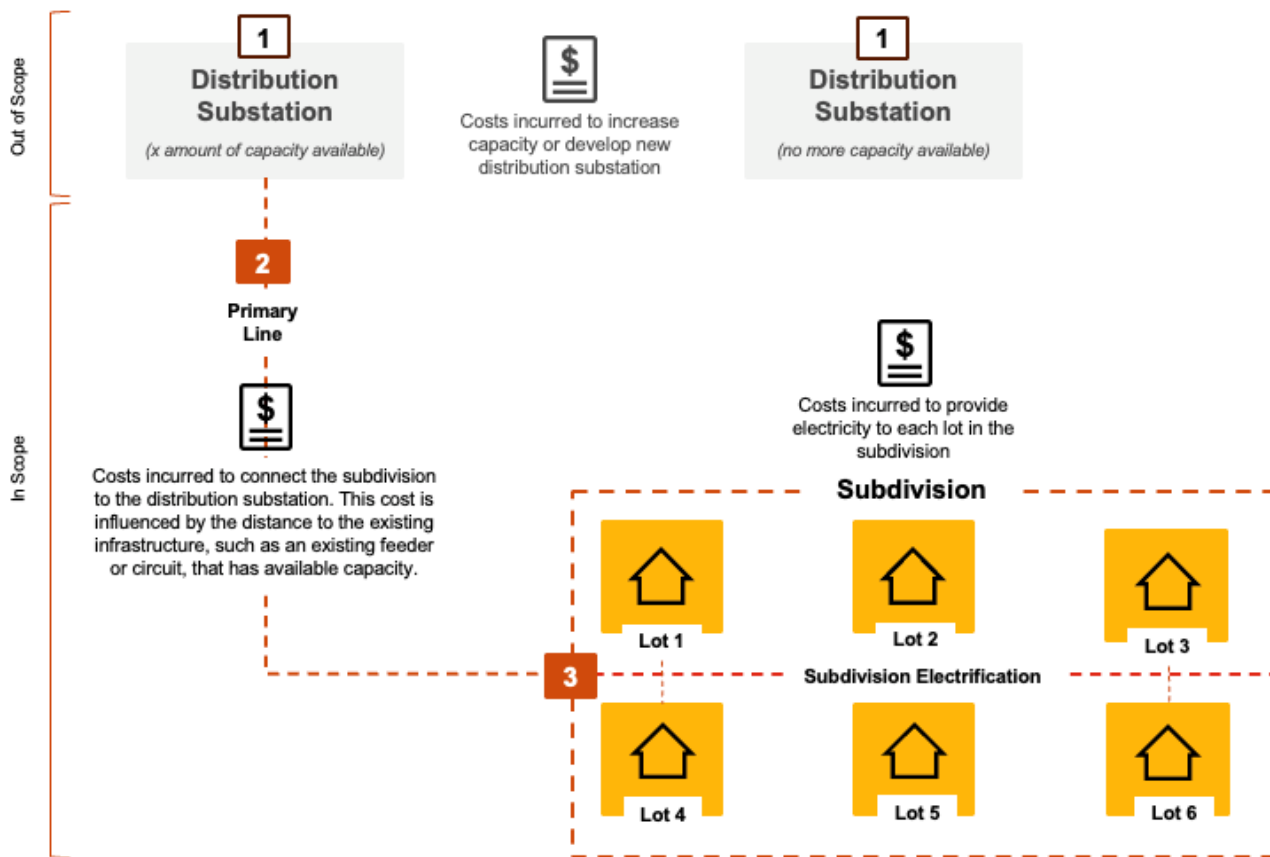 Out of Scope
1
Distribution
Substation
(x amount of capacity available)
$
Costs incurred to increase
capacity or develop new
distribution substation
1
Distribution
Substation
(no more capacity available)
In Scope
2
Primary
Line
$
Costs incurred to connect the subdivision
to the distribution substation. This cost is
influenced by the distance to the existing
infrastructure, such as an existing feeder
or circuit, that has available capacity.
$
Costs incurred to provide
electricity to each lot in the
subdivision
Subdivision
Lot 1
Lot 2
Lot 3
3
Subdivision Electrification
Lot 4
Lot 5
Lot 6